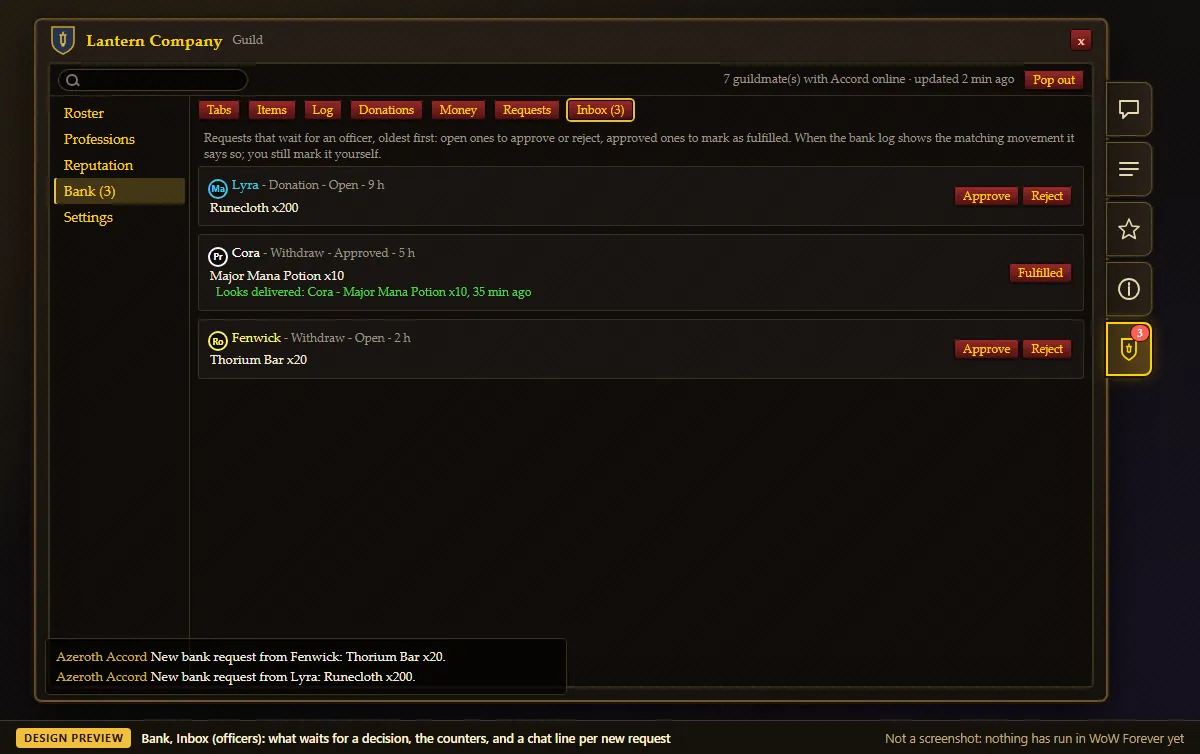 Lantern Company Guild
x
7 guildmate(s) with Accord online · updated 2 min ago
Pop out
Roster
Professions
Reputation
Bank (3)
Settings
Tabs
Items
Log
Donations
Money
Requests
Inbox (3)
Requests that wait for an officer, oldest first: open ones to approve or reject, approved ones to mark as fulfilled. When the bank log shows the matching movement it
says so; you still mark it yourself.
Ma Lyra - Donation - Open - 9 h
Runecloth x200
Approve
Reject
Pr Cora - Withdraw - Approved - 5 h
Major Mana Potion x10
Looks delivered: Cora - Major Mana Potion x10, 35 min ago
Fulfilled
Ro Fenwick - Withdraw - Open - 2 h
Thorium Bar x20
Approve
Reject
3
Azeroth Accord New bank request from Fenwick: Thorium Bar x20.
Azeroth Accord New bank request from Lyra: Runecloth x200.
DESIGN PREVIEW
Bank, Inbox (officers): what waits for a decision, the counters, and a chat line per new request
Not a screenshot: nothing has run in WoW Forever yet